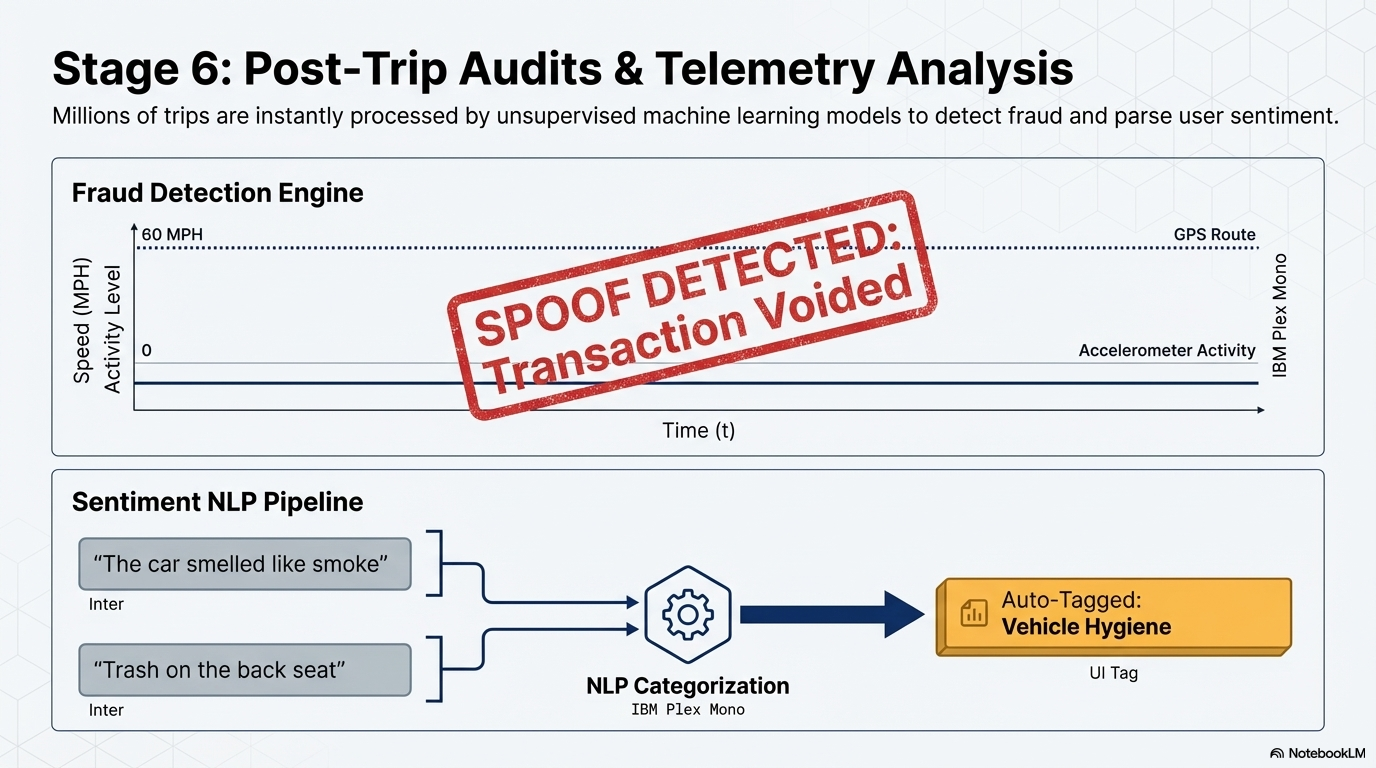 Stage 6: Post-Trip Audits & Telemetry Analysis
Millions of trips are instantly processed by unsupervised machine learning models to detect fraud and parse user sentiment.
Fraud Detection Engine
60 MPH
GPS Route
Speed (MPH)
Activity Level
SPOOF DETECTED:
Transaction Voided
0
Accelerometer Activity
IBM Plex Mono
Time (t)
Sentiment NLP Pipeline
“The car smelled like smoke”
Inter
“Trash on the back seat”
Inter
NLP Categorization
IBM Plex Mono
Auto-Tagged:
Vehicle Hygiene
UI Tag
NotebookLM